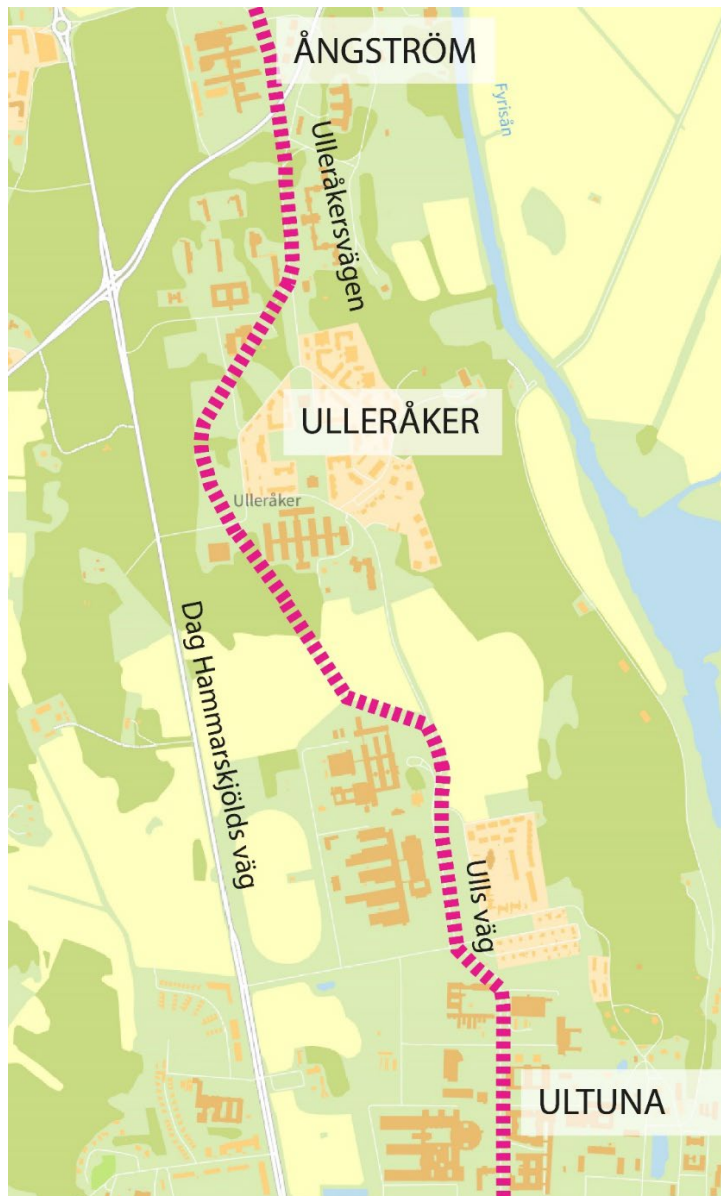 ÅNGSTRÖM
Fyrisån
Ulleråkersvägen
ULLERÅKER
Ulleråker
Dag Hammarskjölds väg
Ulls väg
ULTUNA